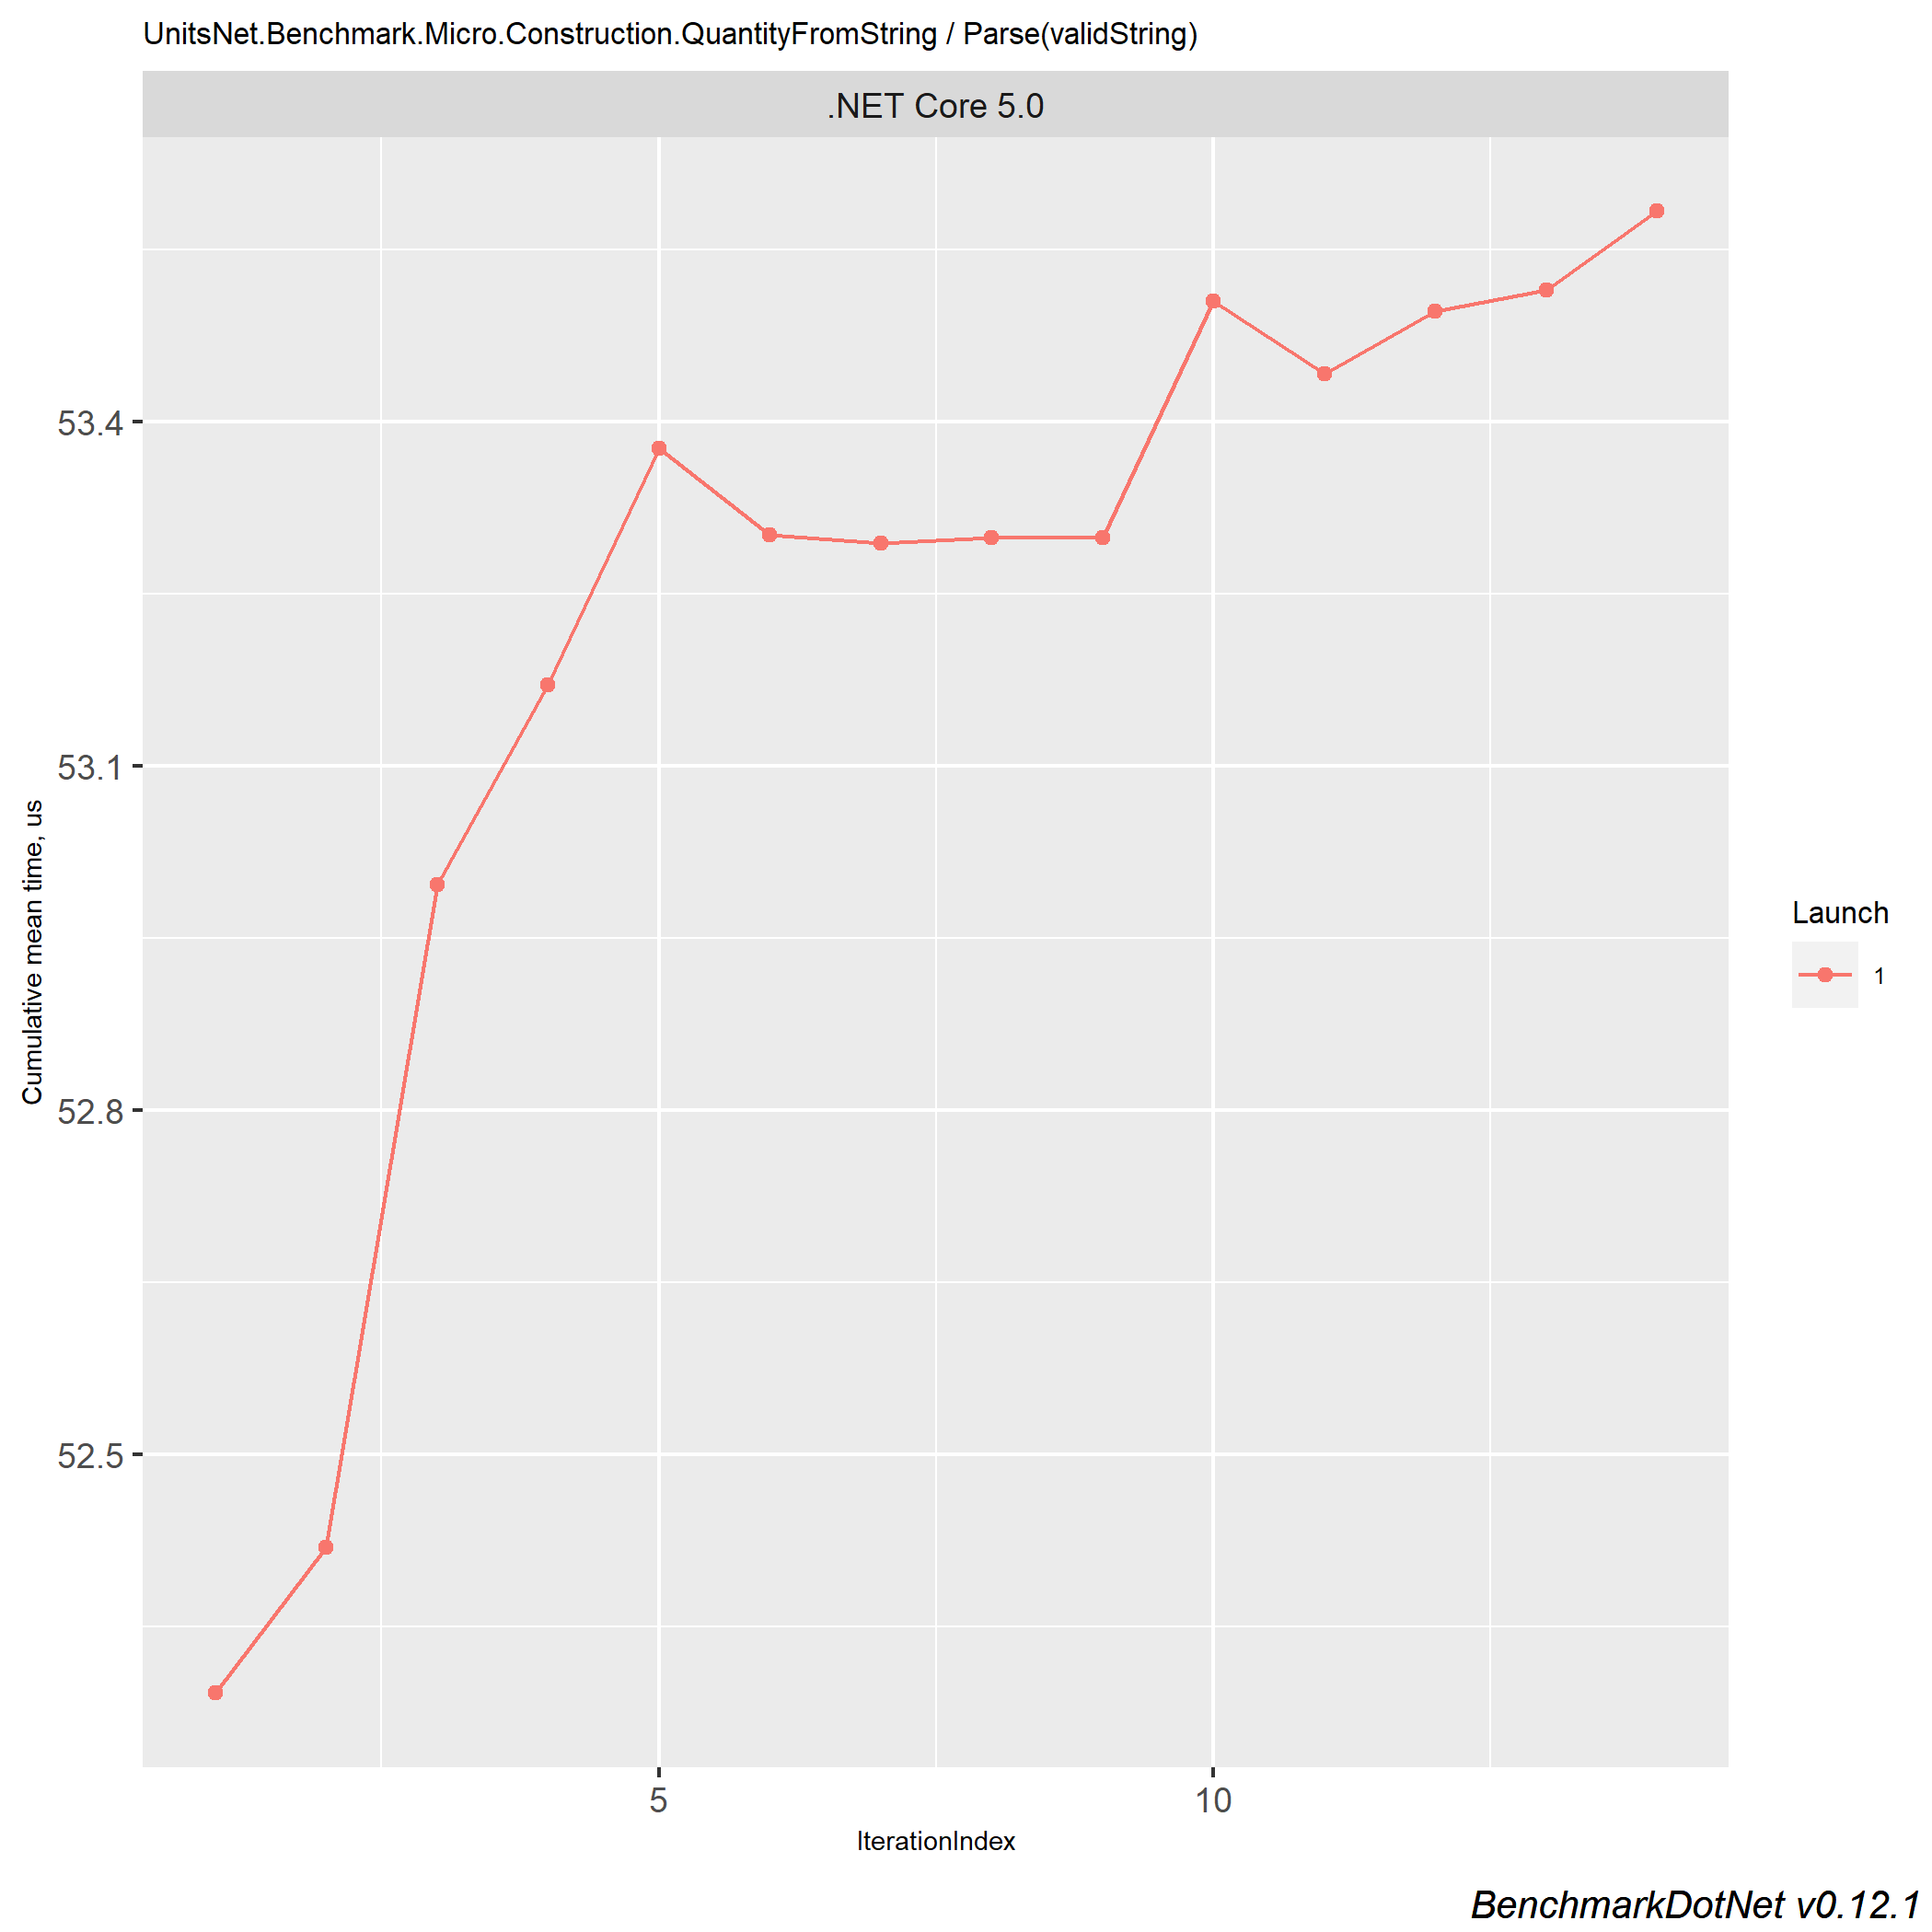 UnitsNet.Benchmark.Micro.Construction.QuantityFromString / Parse(validString)
.NET Core 5.0
53.4
53.1
52.8
52.5
Cumulative mean time, us
5
10
IterationIndex
Launch
1
BenchmarkDotNet v0.12.1